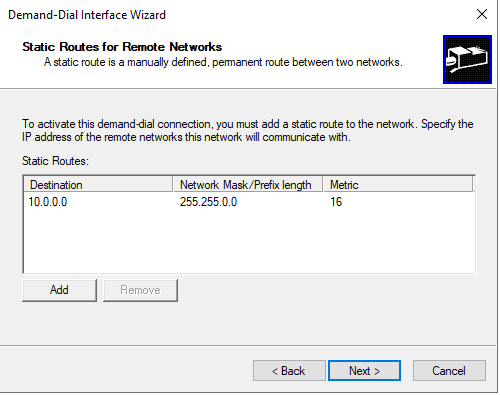 Demand-Dial Interface Wizard
Static Routes for Remote Networks
A static route is a manually defined, permanent route between two networks.
To activate this demand-dial connection, you must add a static route to the network. Specify the
IP address of the remote networks this network will communicate with.
Static Routes:
Destination Network Mask/Prefix length Metric
10.0.0.0 255.255.0.0 16
Add Remove
< Back Next > Cancel